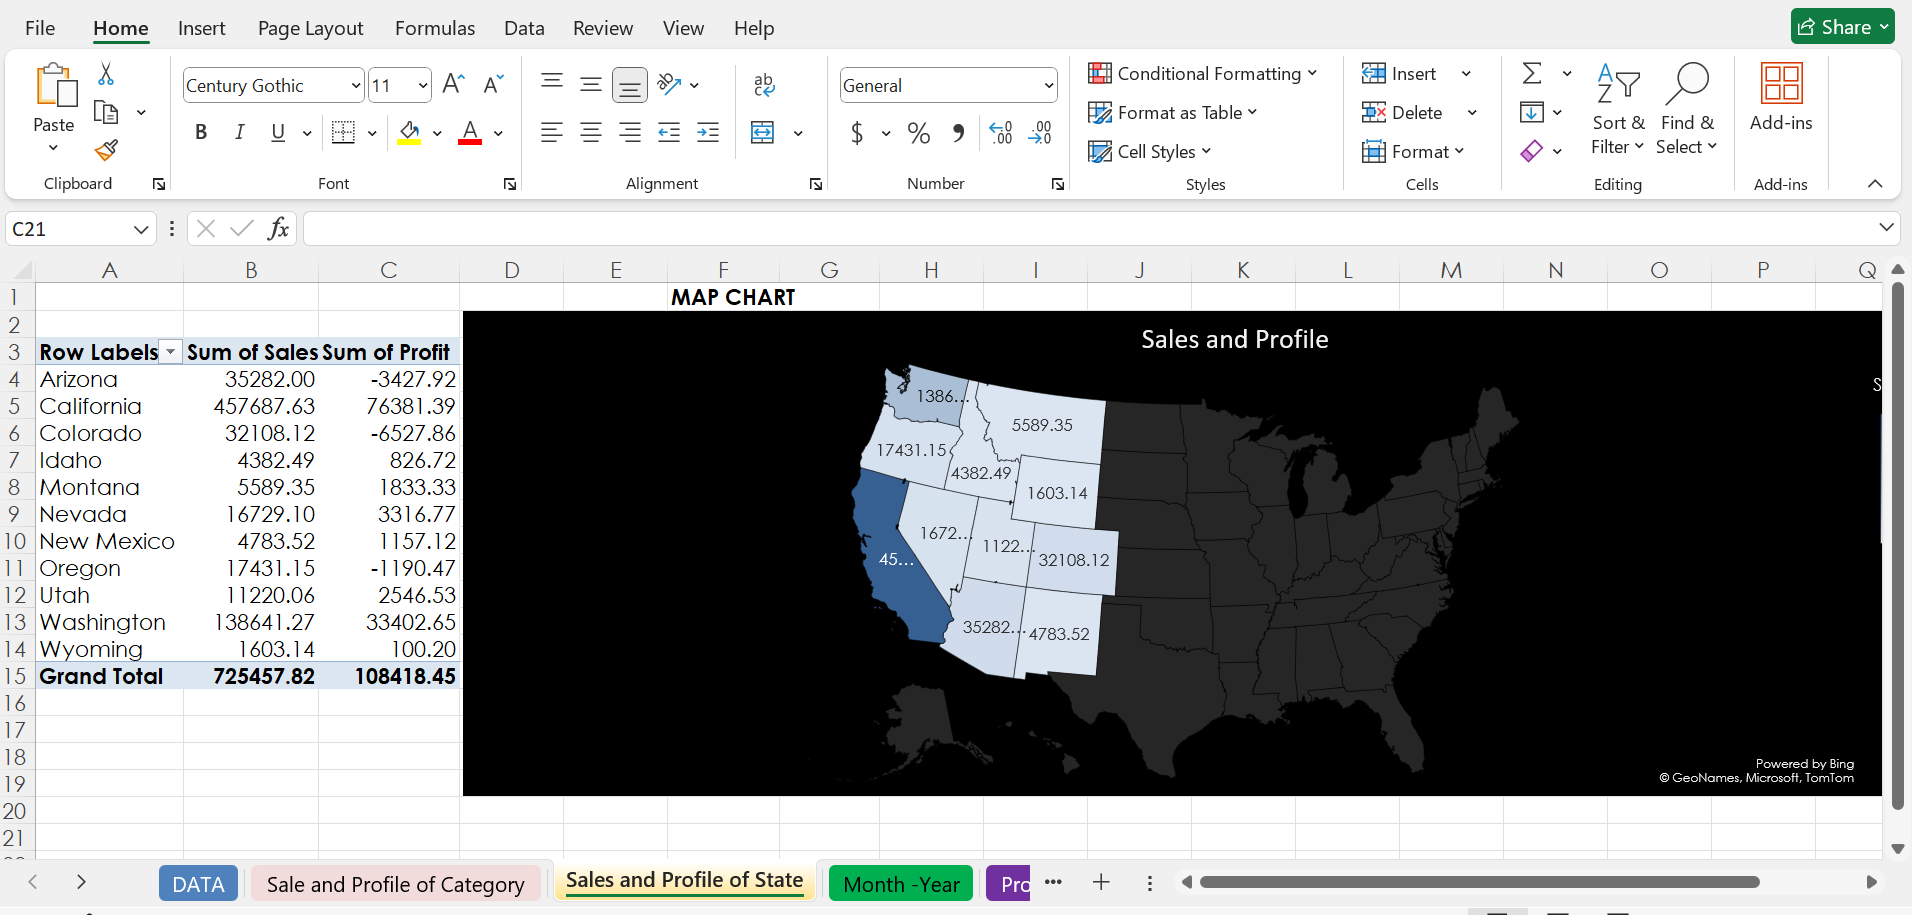 File Home Insert Page Layout Formulas Data Review View Help Share
Paste
Clipboard
Century Gothic 11
B I U A
Font
ab
Alignment
General
$ % 9 .00 .00
Number
Conditional Formatting
Format as Table
Cell Styles
Styles
Insert
Delete
Format
Cells
Sort & Filter
Find & Select
Editing
Add-ins
Add-ins
C21 fx
A B C D E F G H I J K L M N O P Q
1 MAP CHART
2
3 Row Labels Sum of Sales Sum of Profit
4 Arizona 35282.00 -3427.92
5 California 457687.63 76381.39
6 Colorado 32108.12 -6527.86
7 Idaho 4382.49 826.72
8 Montana 5589.35 1833.33
9 Nevada 16729.10 3316.77
10 New Mexico 4783.52 1157.12
11 Oregon 17431.15 -1190.47
12 Utah 11220.06 2546.53
13 Washington 138641.27 33402.65
14 Wyoming 1603.14 100.20
15 Grand Total 725457.82 108418.45
16
17
18
19
20
21
Sales and Profile
S
1386...
5589.35
17431.15
4382.49
1603.14
1672...
1122...
45...
32108.12
35282...
4783.52
Powered by Bing
© GeoNames, Microsoft, TomTom
DATA Sale and Profile of Category Sales and Profile of State Month -Year Pro